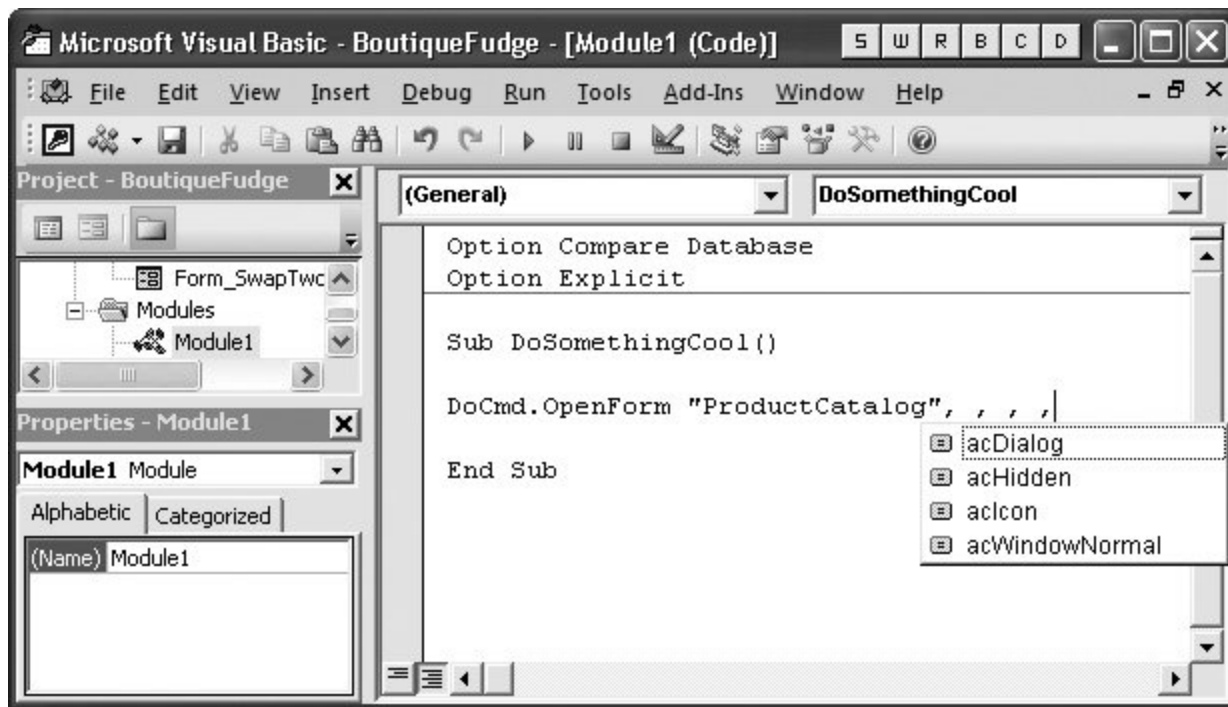 Microsoft Visual Basic - BoutiqueFudge - [Module1 (Code)]
S W R B C D
File Edit View Insert Debug Run Tools Add-Ins Window Help
Project - BoutiqueFudge
Form_SwapTwo
Modules
Module1
Properties - Module1
Module1 Module
Alphabetic Categorized
(Name) Module1
(General)
DoSomethingCool
Option Compare Database
Option Explicit
Sub DoSomethingCool()
DoCmd.OpenForm "ProductCatalog", , , ,
acDialog
acHidden
acIcon
acWindowNormal
End Sub